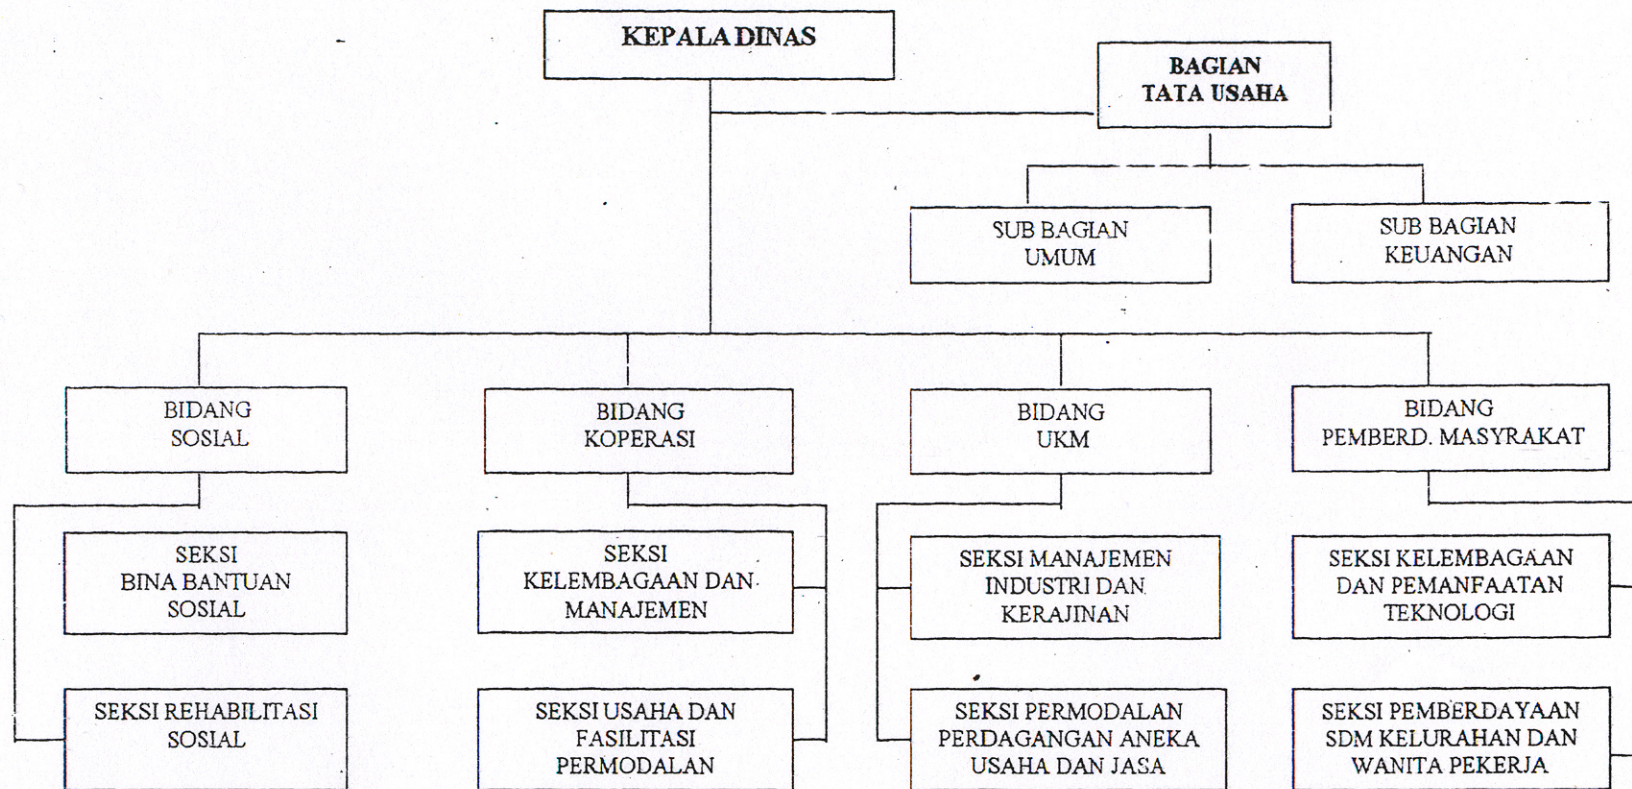 KEPALA DINAS
BAGIAN
TATA USAHA
SUB BAGIAN
UMUM
SUB BAGIAN
KEUANGAN
BIDANG
SOSIAL
BIDANG
KOPERASI
BIDANG
UKM
BIDANG
PEMBERD. MASYRAKAT
SEKSI
BINA BANTUAN
SOSIAL
SEKSI
KELEMBAGAAN DAN
MANAJEMEN
SEKSI MANAJEMEN
INDUSTRI DAN
KERAJINAN
SEKSI KELEMBAGAAN
DAN PEMANFAATAN
TEKNOLOGI
SEKSI REHABILITASI
SOSIAL
SEKSI USAHA DAN
FASILITASI
PERMODALAN
SEKSI PERMODALAN
PERDAGANGAN ANEKA
USAHA DAN JASA
SEKSI PEMBERDAYAAN
SDM KELURAHAN DAN
WANITA PEKERJA